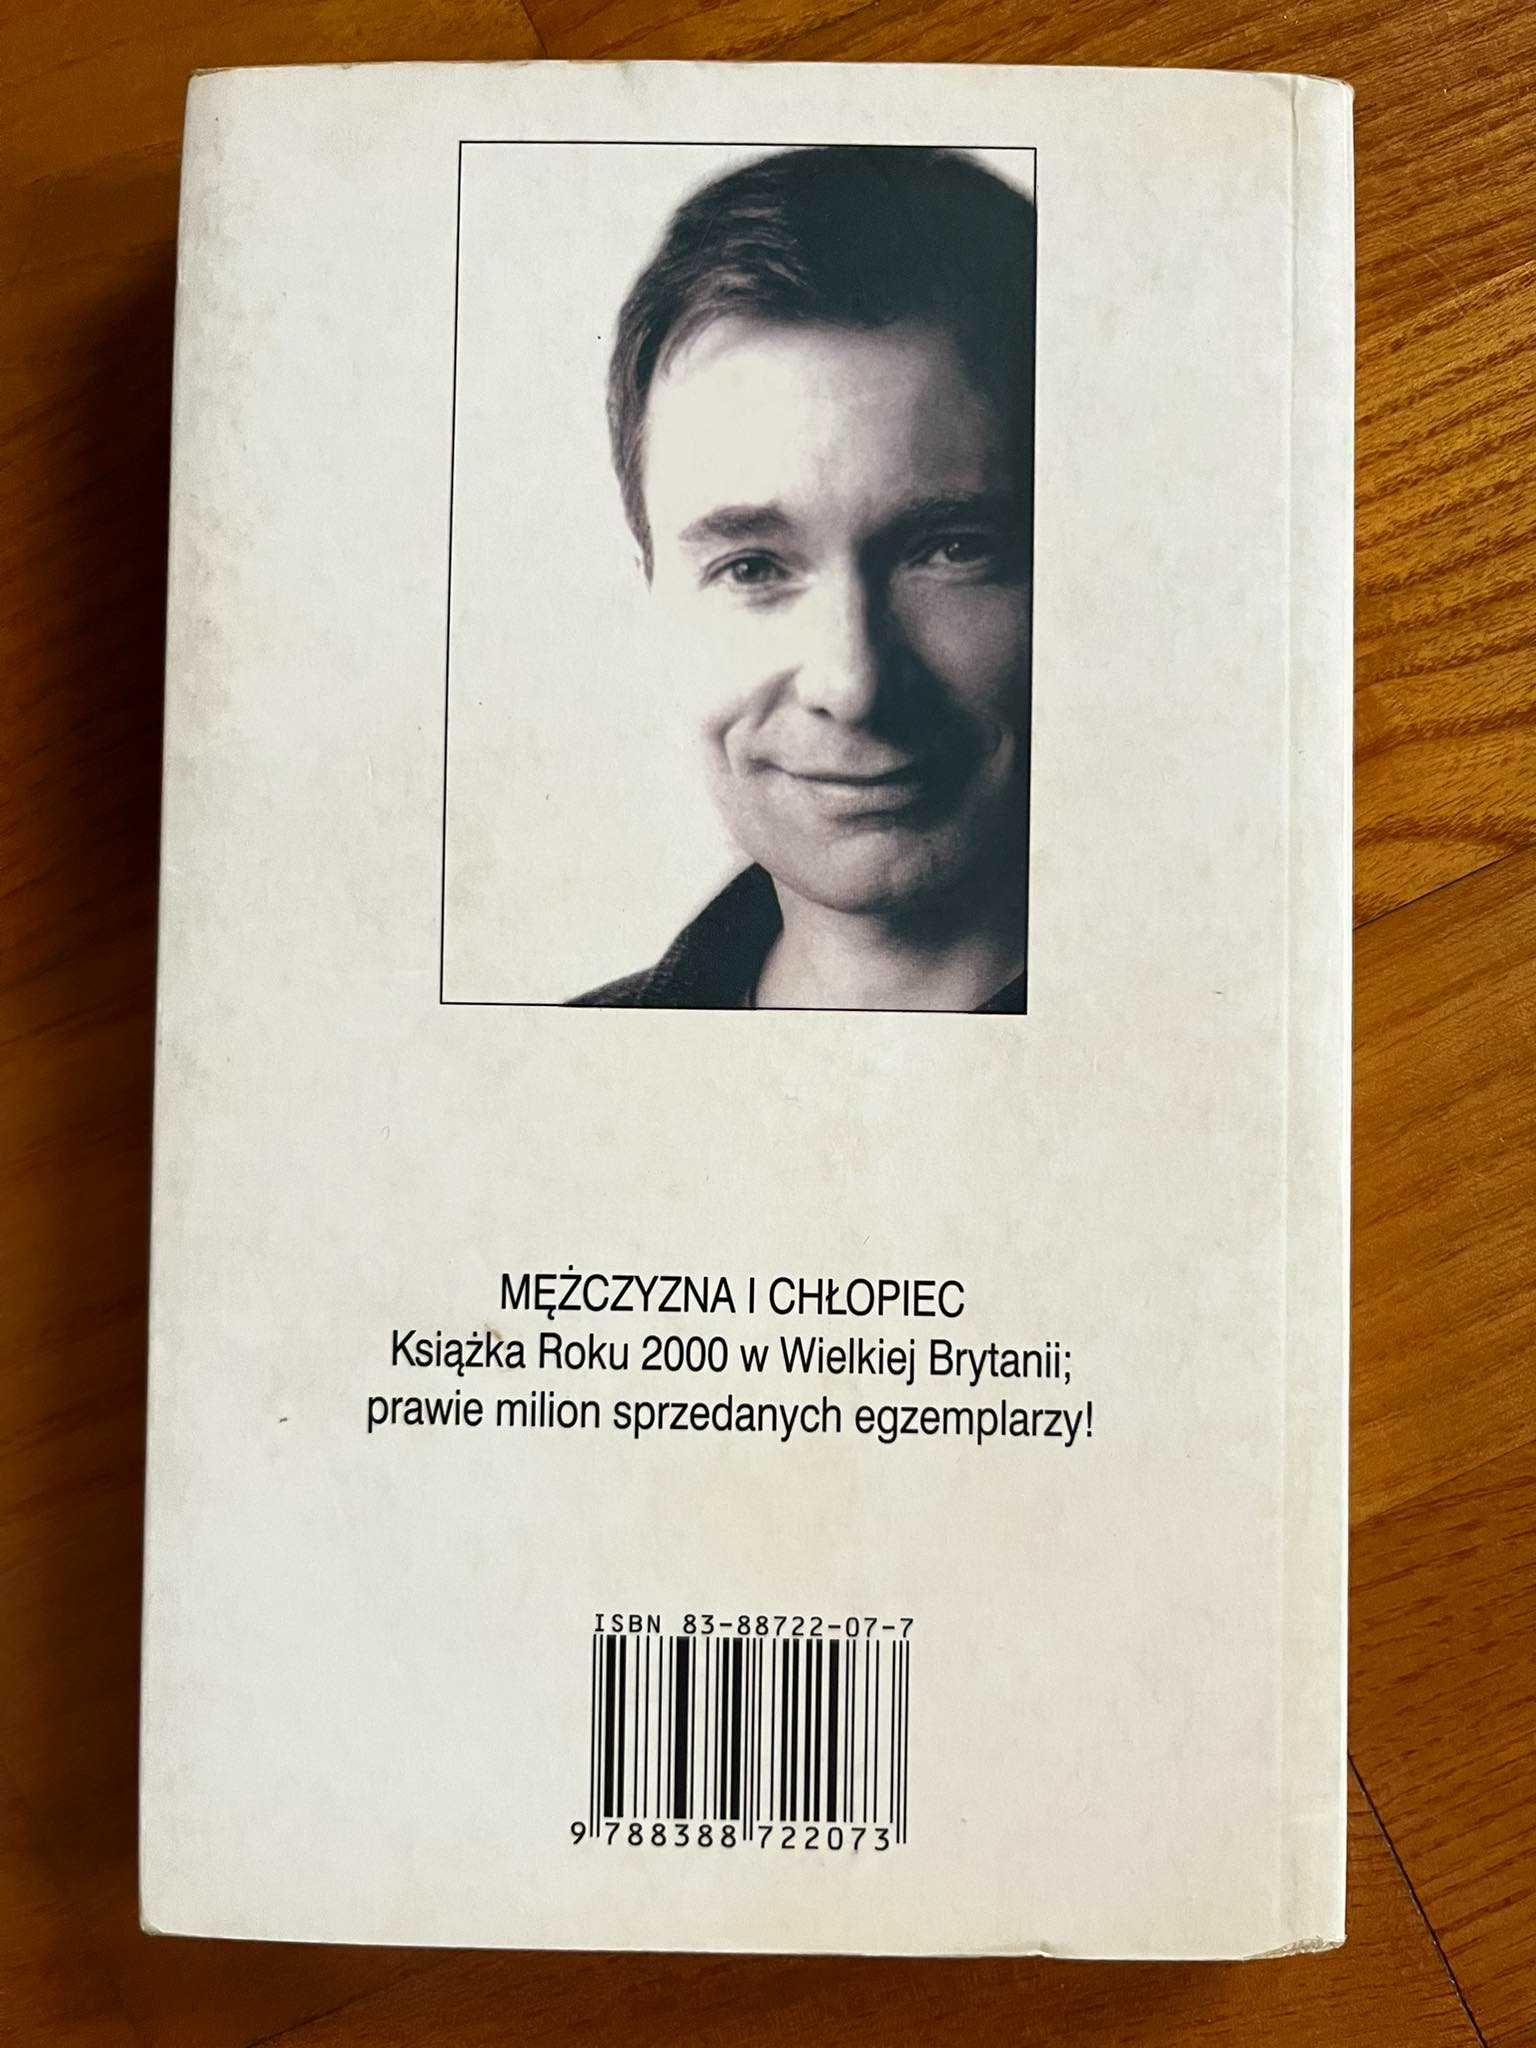 MĘŻCZYZNA I CHŁOPIEC
Książka Roku 2000 w Wielkiej Brytanii;
prawie milion sprzedanych egzemplarzy!
ISBN 83-88722-07-7
9 788388 722073